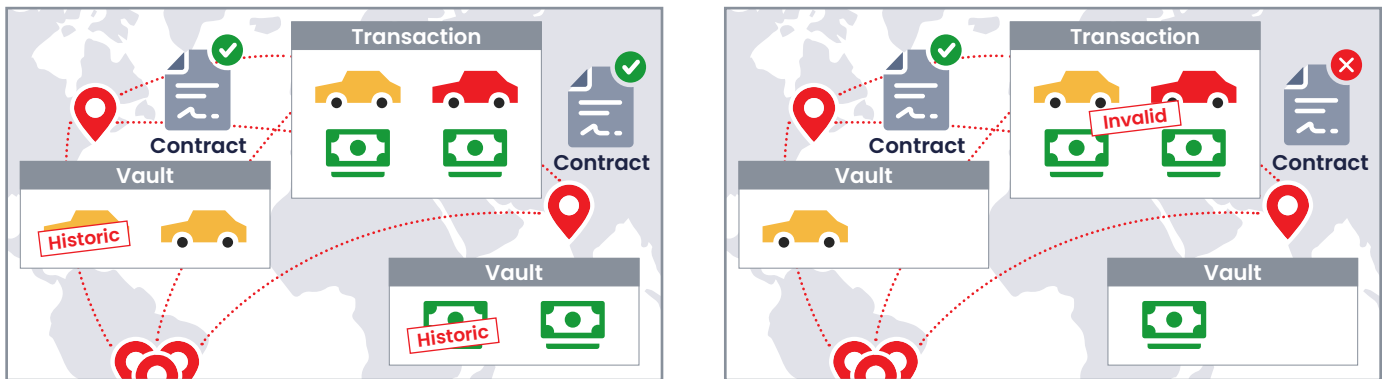 Transaction
Contract
Contract
Vault
Historic
Vault
Historic
Transaction
Invalid
Contract
Contract
Vault
Vault